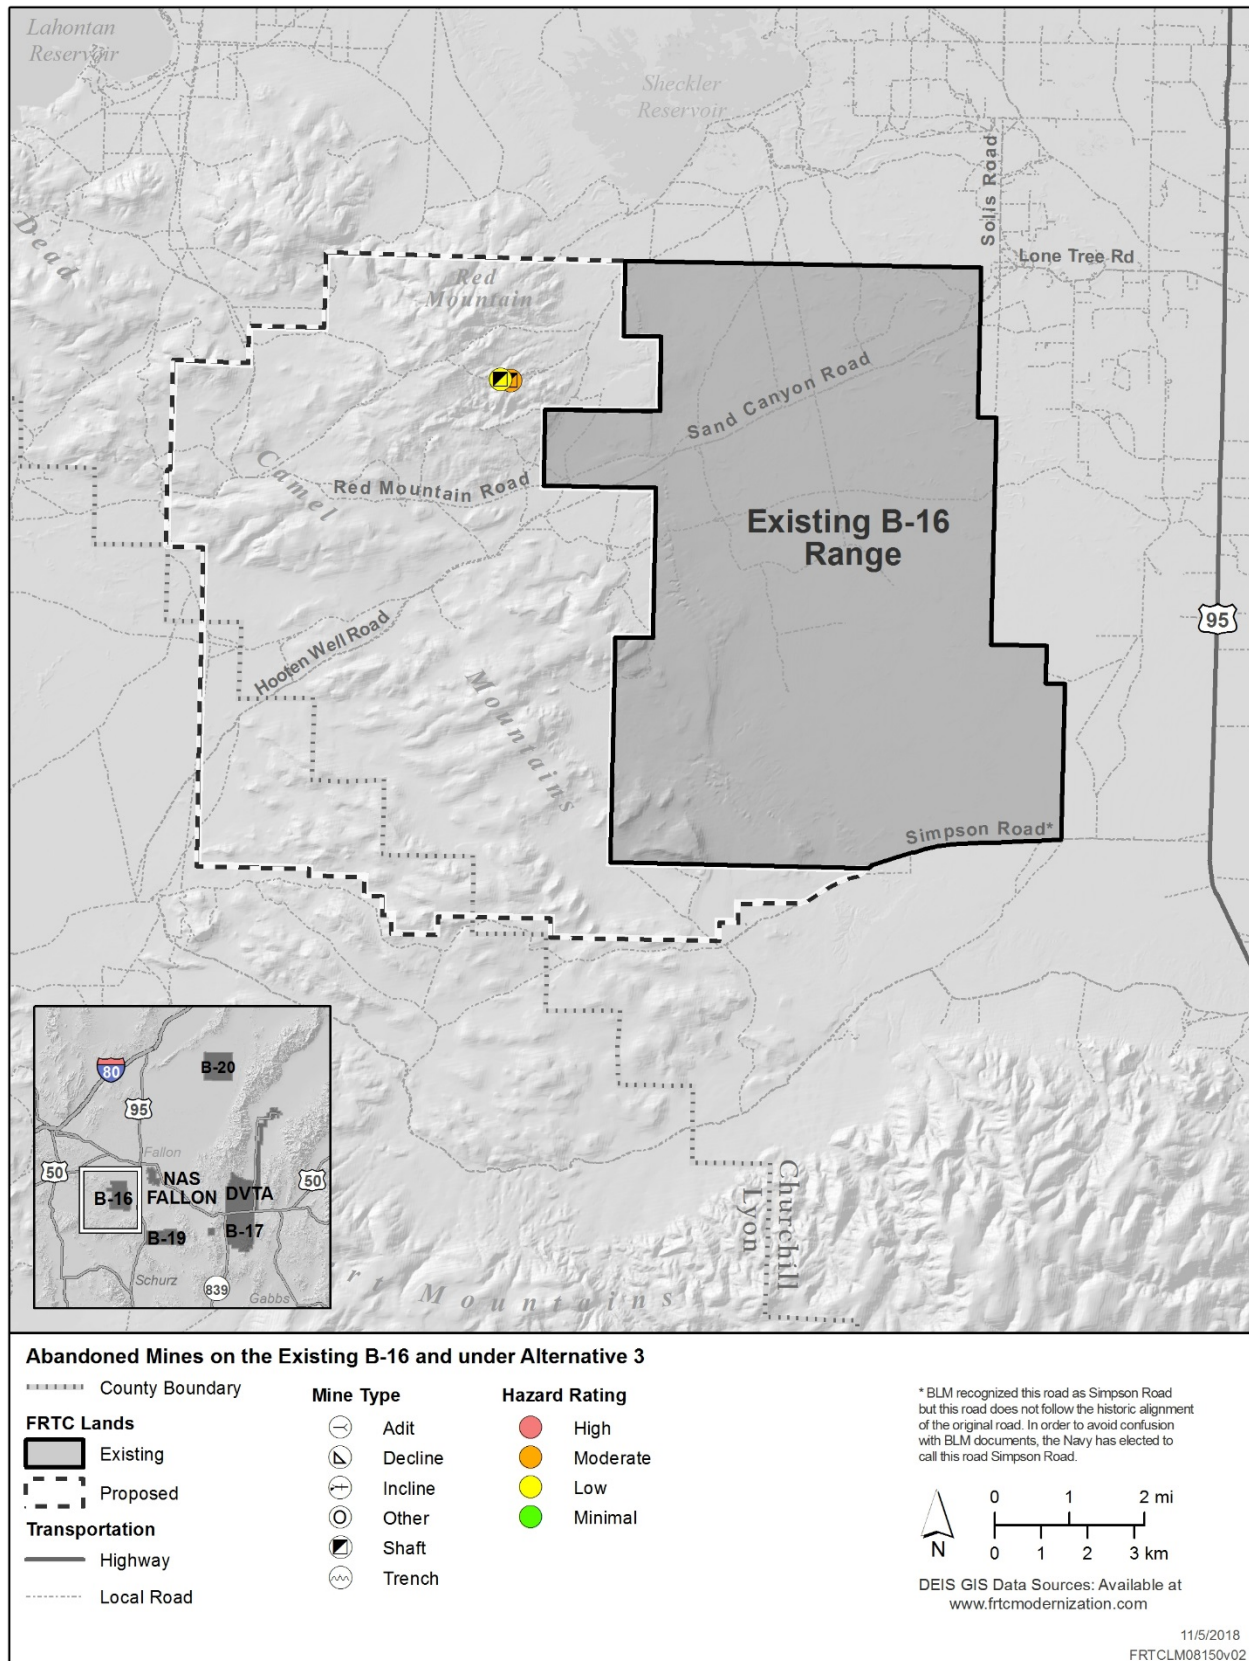 Lahontan
Reservoir
Sheckler
Reservoir
Solis Road
Dead
Lone Tree Rd
Red
Mountain
Sand Canyon Road
Camel
Red Mountain Road
Existing B-16
Range
95
Hooten Well Road
Mountains
Simpson Road*
80
B-20
95
Fallon
50
NAS
FALLON
DVTA
50
B-16
B-19
B-17
Schurz
839
Gabbs
Churchill
Lyon
rt Mountains
Abandoned Mines on the Existing B-16 and under Alternative 3
County Boundary
FRTC Lands
Existing
Proposed
Transportation
Highway
Local Road
Mine Type
Adit
Decline
Incline
Other
Shaft
Trench
Hazard Rating
High
Moderate
Low
Minimal
* BLM recognized this road as Simpson Road
but this road does not follow the historic alignment
of the original road. In order to avoid confusion
with BLM documents, the Navy has elected to
call this road Simpson Road.
N
0 1 2 mi
0 1 2 3 km
DEIS GIS Data Sources: Available at
www.frtcmodernization.com
11/5/2018
FRTCLM08150v02